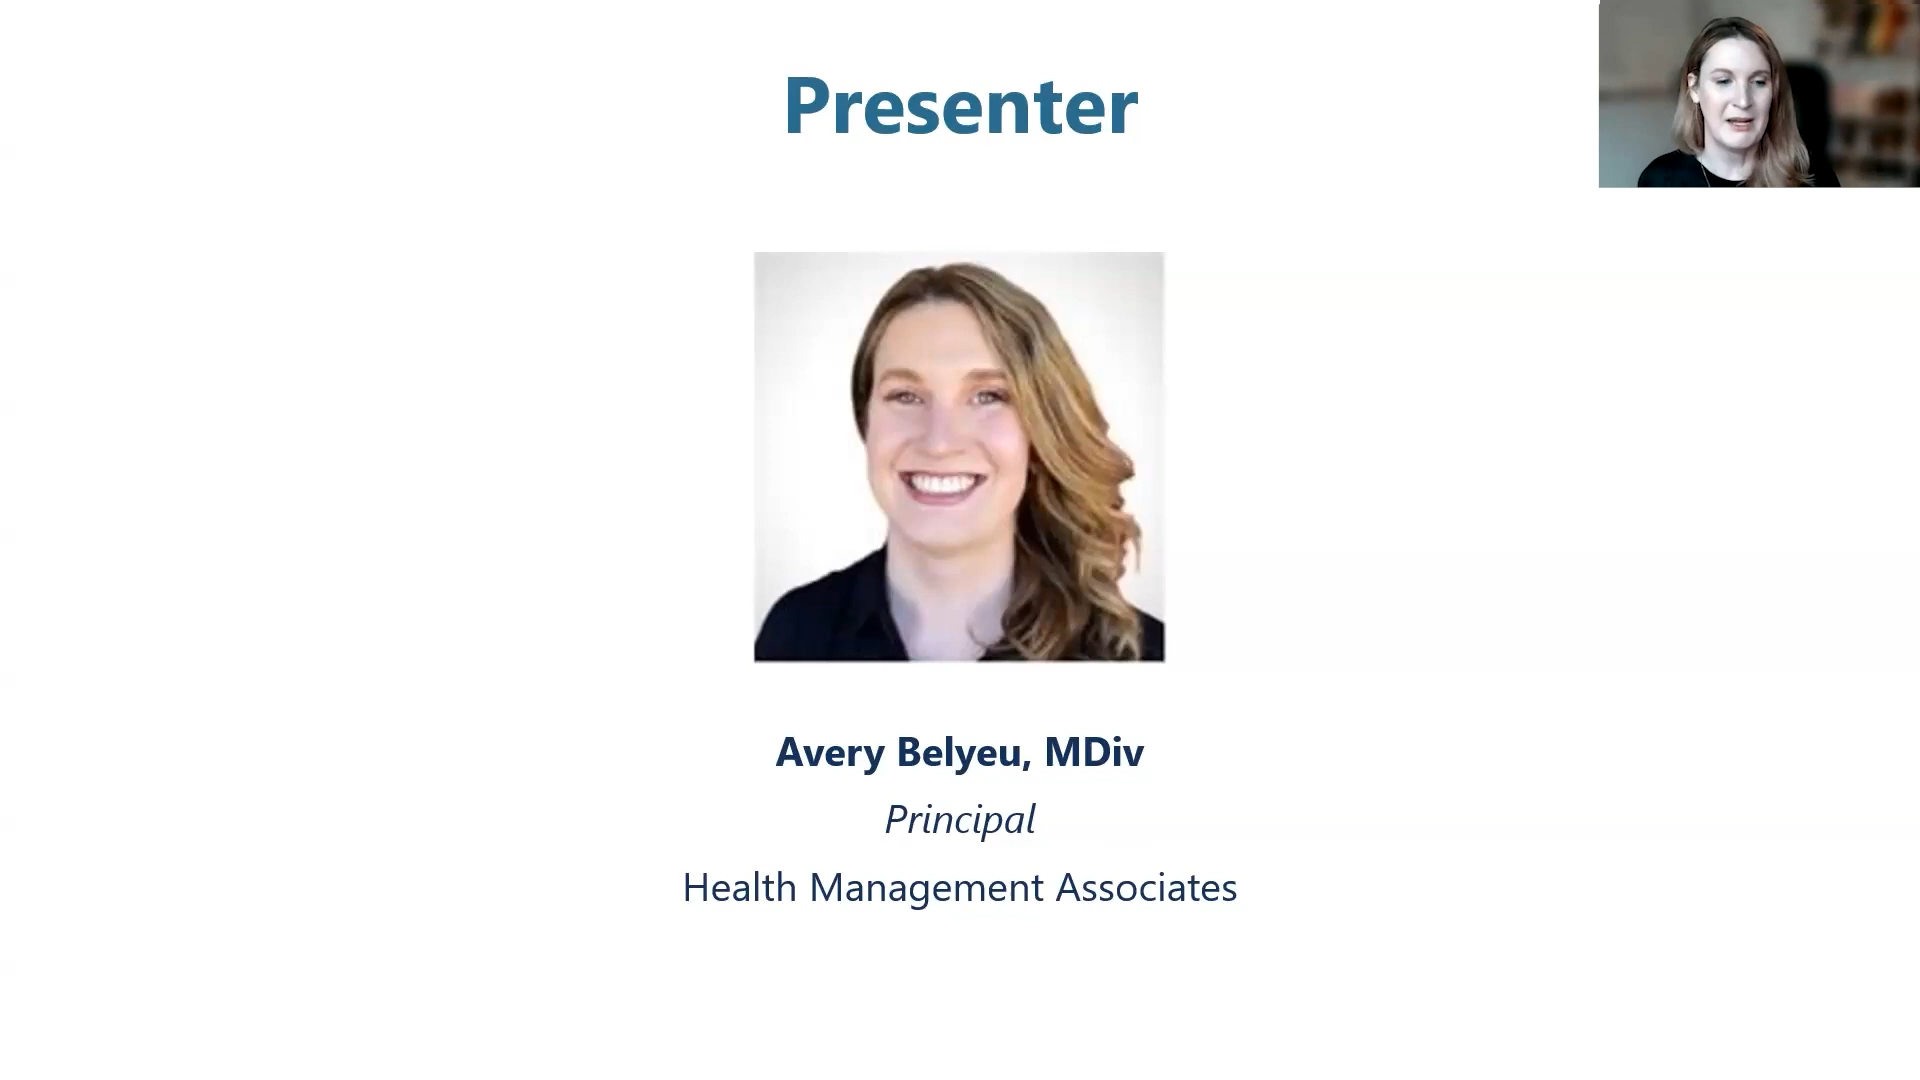 Presenter
Avery Belyeu, MDiv
Principal
Health Management Associates